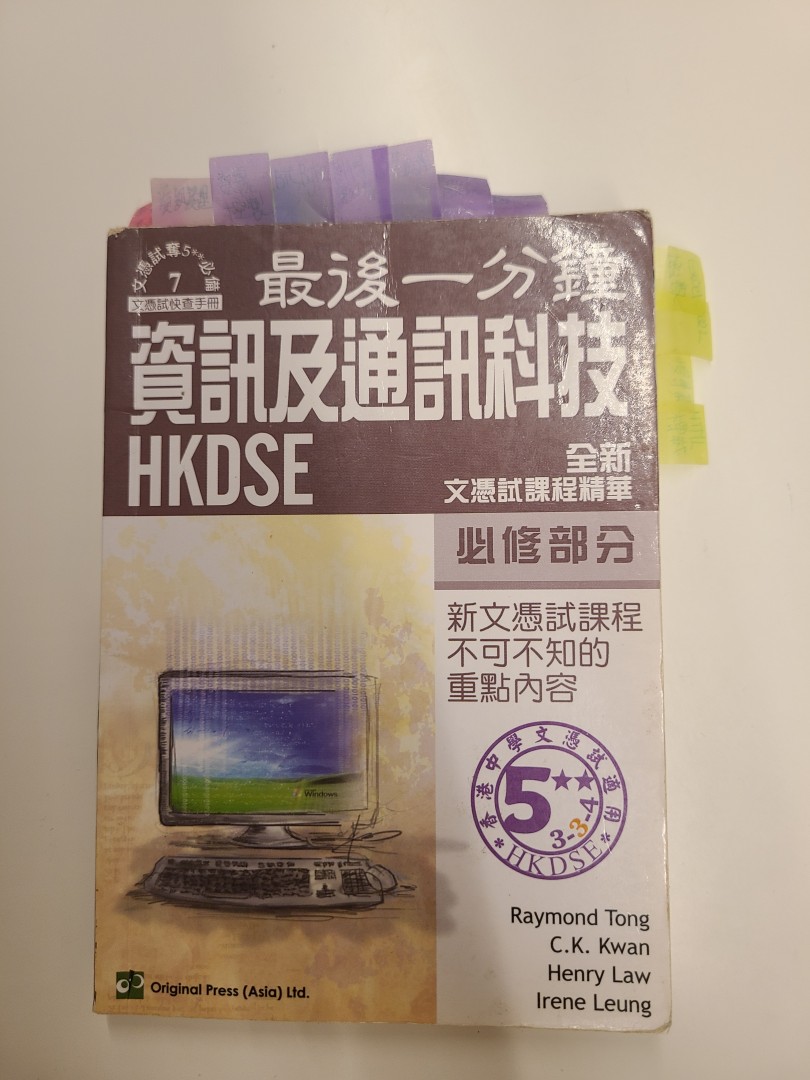 文憑試奪5**必備
7
文憑試快查手冊
最後一分鐘
資訊及通訊科技
HKDSE
全新
文憑試課程精華
必修部分
新文憑試課程
不可不知的
重點內容
Windows
香港中學文憑試適用
5★★
3-3-4
*HKDSE*
Raymond Tong
C.K. Kwan
Henry Law
Irene Leung
Original Press (Asia) Ltd.